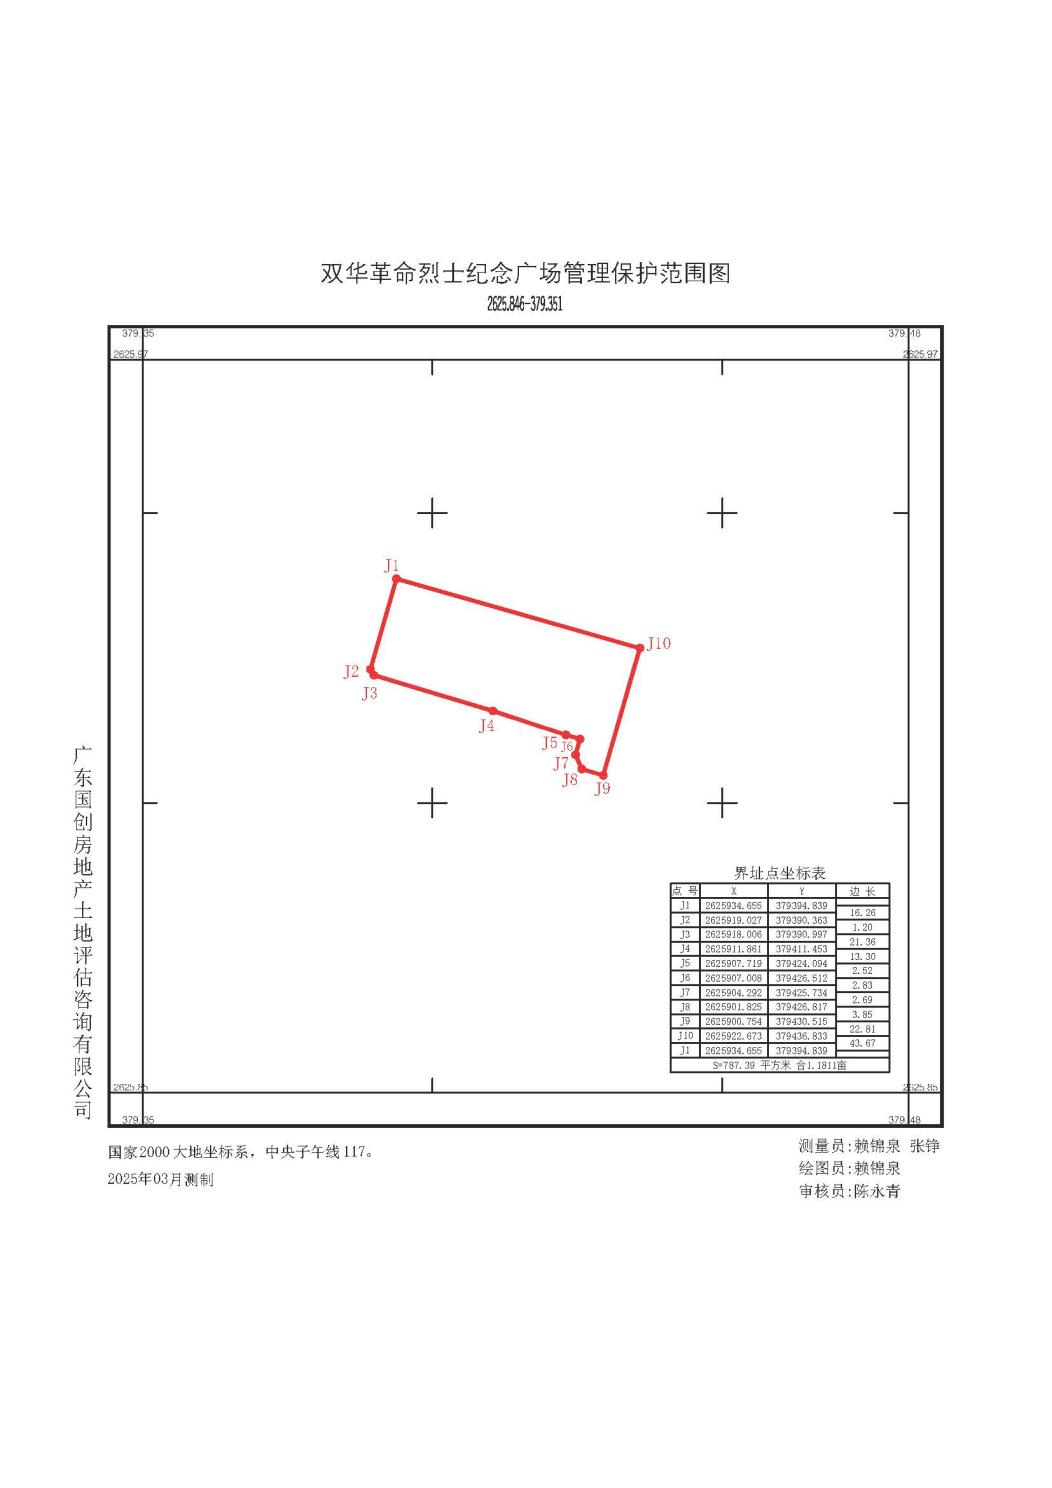 双华革命烈士纪念广场管理保护范围图
2625.846-379.351
379.35 379.48
2625.97 2625.97
J1
J10
J2
J3
J4
J5 J6
J7
J8
J9
广东国创房地产土地评估咨询有限公司
界址点坐标表
点号 X Y 边长
J1 2625934.655 379394.839
16.26
J2 2625919.027 379390.363
1.20
J3 2625918.006 379390.997
21.36
J4 2625911.861 379411.453
13.30
J5 2625907.719 379424.094
2.52
J6 2625907.008 379426.512
2.83
J7 2625904.292 379425.734
2.69
J8 2625901.825 379426.817
3.85
J9 2625900.754 379430.515
22.81
J10 2625922.673 379436.833
43.67
J1 2625934.655 379394.839
S=787.39 平方米 合1.1811亩
2625.85 2625.85
379.35 379.48
国家2000大地坐标系，中央子午线117。
2025年03月测制
测量员:赖锦泉 张铮
绘图员:赖锦泉
审核员:陈永青